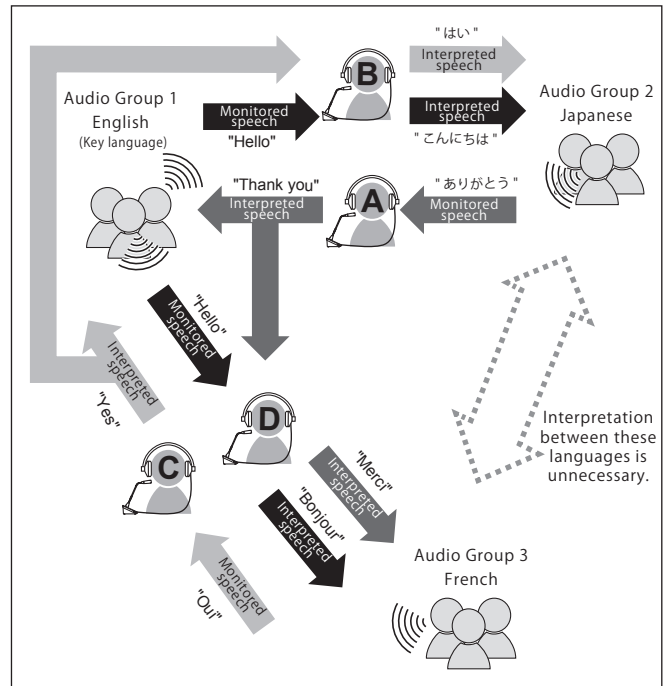 " はい "
Interpreted
speech
B
Audio Group 1
English
(Key language)
Monitored
speech
"Hello"
Interpreted
speech
" こんにちは "
Audio Group 2
Japanese
"Thank you"
Interpreted
speech
A
" ありがとう "
Monitored
speech
"Hello"
Monitored
speech
Interpreted
speech
"Yes"
D
C
"Merci"
Interpreted
speech
"Bonjour"
Interpreted
speech
Interpretation
between these
languages is
unnecessary.
Monitored
speech
"Oui"
Audio Group 3
French